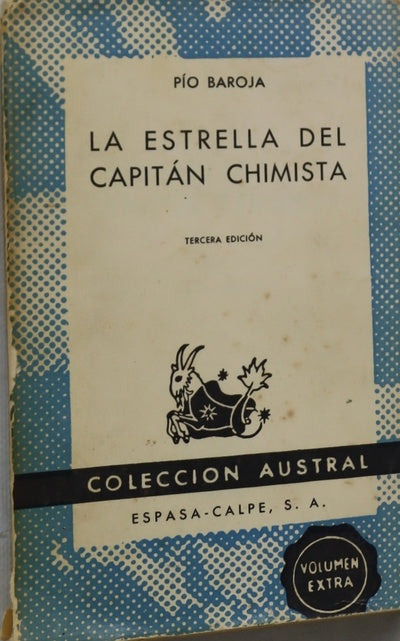 PÍO BAROJA
LA ESTRELLA DEL
CAPITÁN CHIMISTA
TERCERA EDICIÓN
COLECCION AUSTRAL
ESPASA-CALPE, S. A.
VOLUMEN
EXTRA